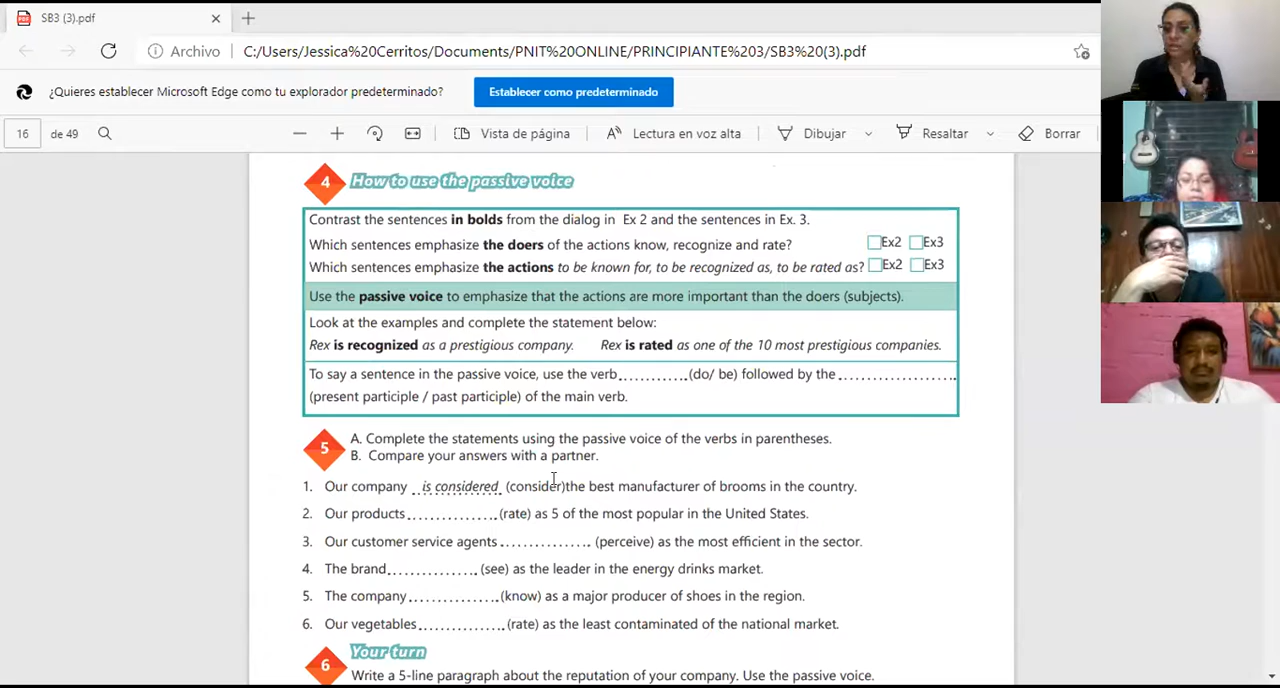 SB3 (3).pdf
Archivo C:/Users/Jessica%20Cerritos/Documents/PNIT%20ONLINE/PRINCIPIANTE%203/SB3%20(3).pdf
¿Quieres establecer Microsoft Edge como tu explorador predeterminado? Establecer como predeterminado
16 de 49 Vista de página Lectura en voz alta Dibujar Resaltar Borrar
4 How to use the passive voice
Contrast the sentences in bolds from the dialog in Ex 2 and the sentences in Ex. 3.
Which sentences emphasize the doers of the actions know, recognize and rate? Ex2 Ex3
Which sentences emphasize the actions to be known for, to be recognized as, to be rated as? Ex2 Ex3
Use the passive voice to emphasize that the actions are more important than the doers (subjects).
Look at the examples and complete the statement below:
Rex is recognized as a prestigious company. Rex is rated as one of the 10 most prestigious companies.
To say a sentence in the passive voice, use the verb ........... (do/ be) followed by the ...................
(present participle / past participle) of the main verb.
5 A. Complete the statements using the passive voice of the verbs in parentheses.
B. Compare your answers with a partner.
1. Our company is considered (consider)the best manufacturer of brooms in the country.
2. Our products.............. (rate) as 5 of the most popular in the United States.
3. Our customer service agents .............. (perceive) as the most efficient in the sector.
4. The brand.............. (see) as the leader in the energy drinks market.
5. The company.............. (know) as a major producer of shoes in the region.
6. Our vegetables.............. (rate) as the least contaminated of the national market.
6 Your turn
Write a 5-line paragraph about the reputation of your company. Use the passive voice.